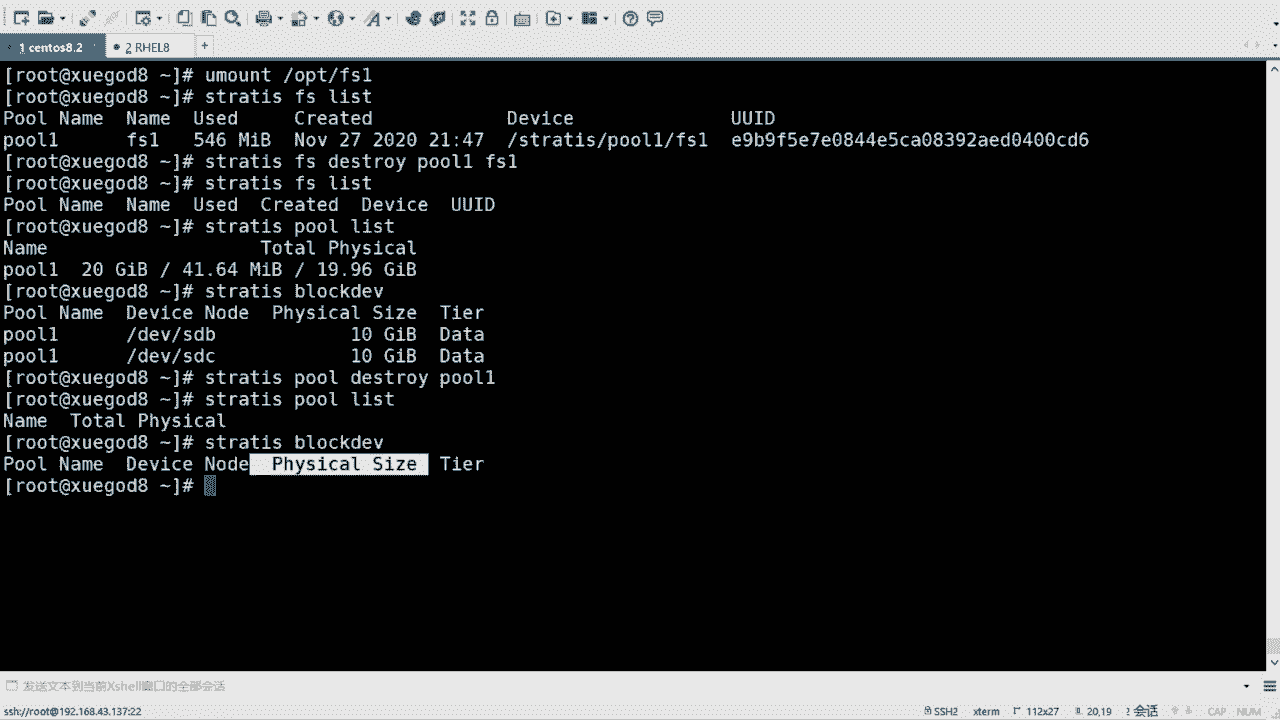 1 centos8.2
2 RHEL8
+
[root@xuegod8 ~]# umount /opt/fs1
[root@xuegod8 ~]# stratis fs list
Pool Name  Name  Used     Created            Device              UUID
pool1      fs1   546 MiB  Nov 27 2020 21:47  /stratis/pool1/fs1  e9b9f5e7e0844e5ca08392aed0400cd6
[root@xuegod8 ~]# stratis fs destroy pool1 fs1
[root@xuegod8 ~]# stratis fs list
Pool Name  Name  Used  Created  Device  UUID
[root@xuegod8 ~]# stratis pool list
Name                   Total Physical
pool1  20 GiB / 41.64 MiB / 19.96 GiB
[root@xuegod8 ~]# stratis blockdev
Pool Name  Device Node  Physical Size  Tier
pool1      /dev/sdb            10 GiB  Data
pool1      /dev/sdc            10 GiB  Data
[root@xuegod8 ~]# stratis pool destroy pool1
[root@xuegod8 ~]# stratis pool list
Name  Total Physical
[root@xuegod8 ~]# stratis blockdev
Pool Name  Device Node  Physical Size  Tier
[root@xuegod8 ~]#
发送文本到当前Xshell窗口的全部会话
ssh://root@192.168.43.137:22 SSH2 xterm 112x27 20,19 会话 CAP NUM